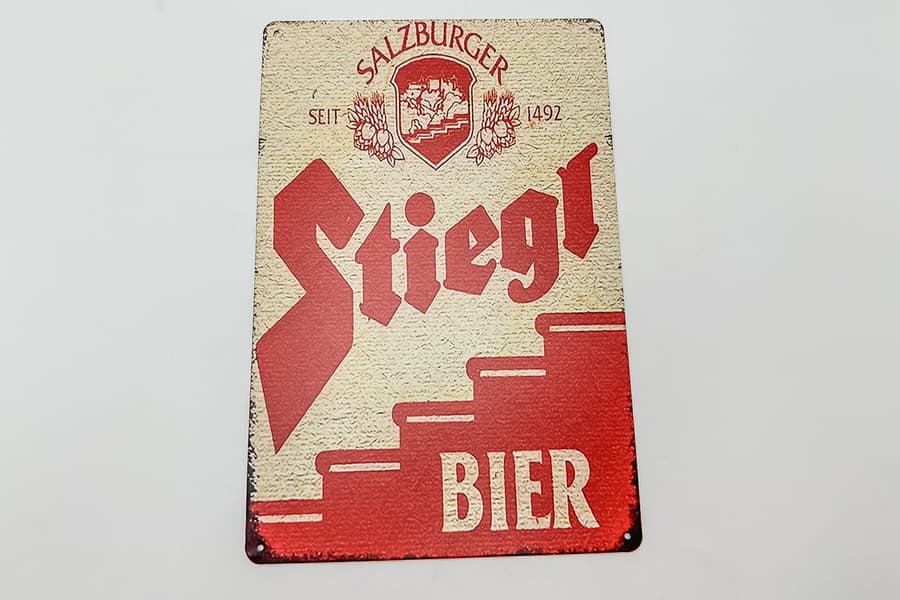 SALZBURGER
SEIT 1492
Stiegl
BIER